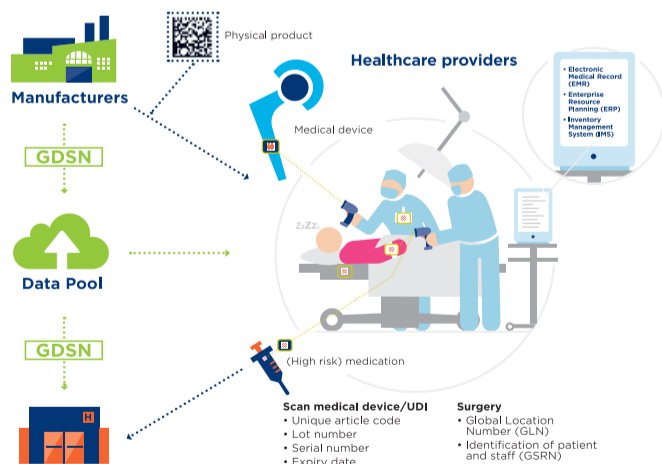 Physical product
Healthcare providers
• Electronic
Medical Record
(EMR)
• Enterprise
Resource
Planning (ERP)
• Inventory
Management
System (IMS)
Manufacturers
Medical device
GDSN
ZzZZz
Data Pool
GDSN
(High risk) medication
H
Scan medical device/UDI
• Unique article code
• Lot number
• Serial number
• Expiry date
Surgery
• Global Location
Number (GLN)
• Identification of patient
and staff (GSRN)